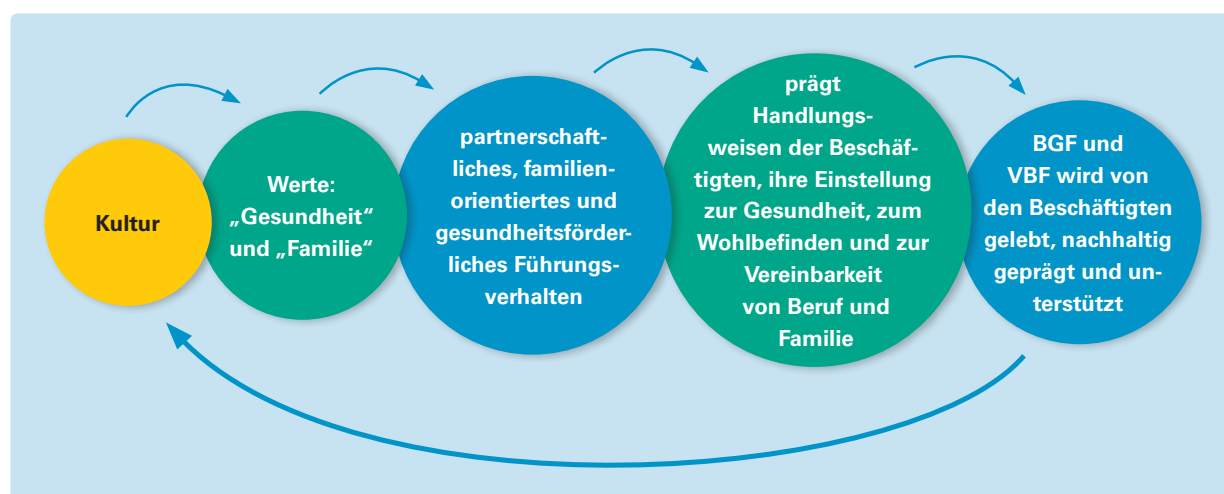 Kultur
Werte:
„Gesundheit“
und „Familie“
partnerschaft-
liches, familien-
orientiertes und
gesundheitsförder-
liches Führungs-
verhalten
prägt
Handlungs-
weisen der Beschäf-
tigten, ihre Einstellung
zur Gesundheit, zum
Wohlbefinden und zur
Vereinbarkeit
von Beruf und
Familie
BGF und
VBF wird von
den Beschäftigten
gelebt, nachhaltig
geprägt und un-
terstützt